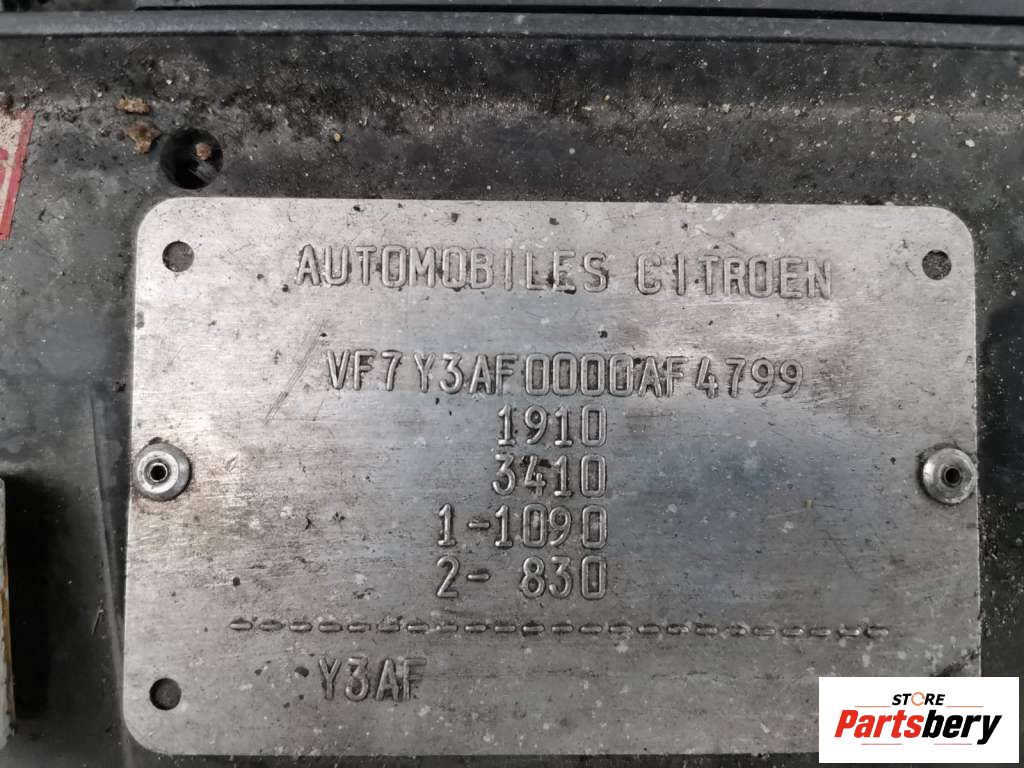 AUTOMOBILES CITROEN
VF7Y3AF0000AF4799
1910
3410
1-1090
2- 830
Y3AF
STORE
Partsbery